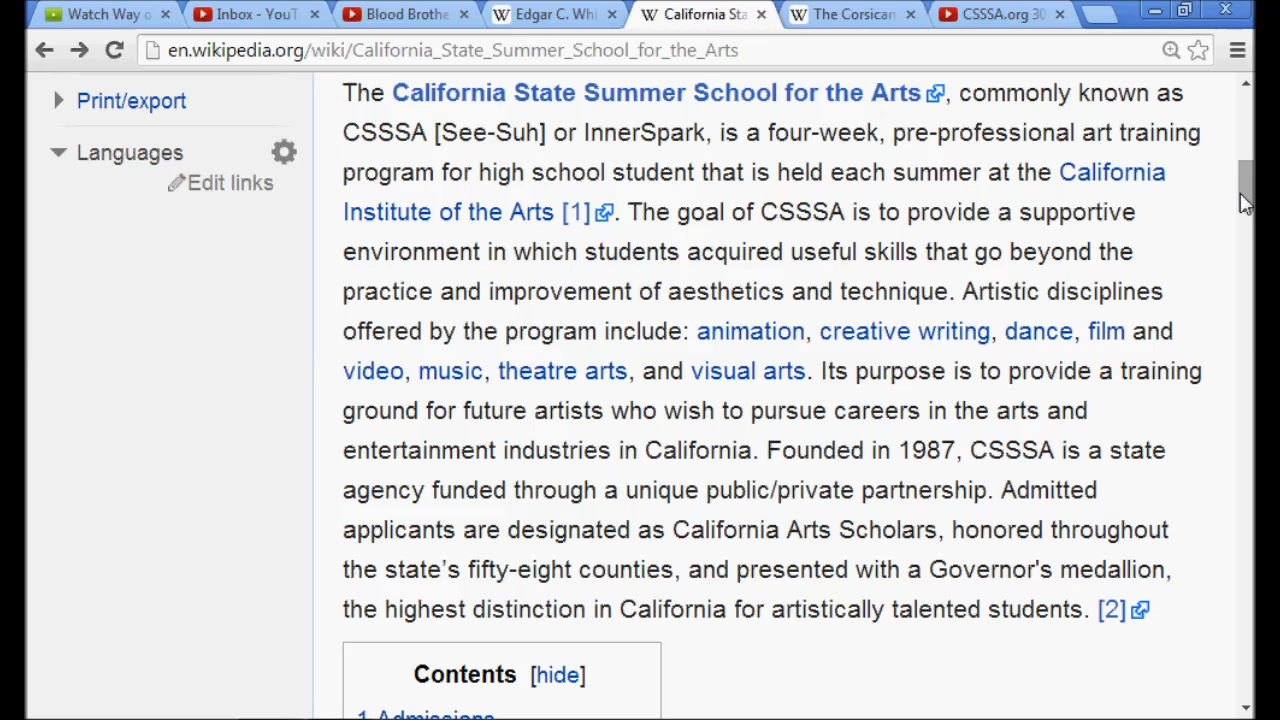 Watch Way o
Inbox - YouT
Blood Brothe
Edgar C. Whi
California Sta
The Corsican
CSSSA.org 30
en.wikipedia.org/wiki/California_State_Summer_School_for_the_Arts
Print/export
Languages
Edit links
The California State Summer School for the Arts, commonly known as
CSSSA [See-Suh] or InnerSpark, is a four-week, pre-professional art training
program for high school student that is held each summer at the California
Institute of the Arts [1]. The goal of CSSSA is to provide a supportive
environment in which students acquired useful skills that go beyond the
practice and improvement of aesthetics and technique. Artistic disciplines
offered by the program include: animation, creative writing, dance, film and
video, music, theatre arts, and visual arts. Its purpose is to provide a training
ground for future artists who wish to pursue careers in the arts and
entertainment industries in California. Founded in 1987, CSSSA is a state
agency funded through a unique public/private partnership. Admitted
applicants are designated as California Arts Scholars, honored throughout
the state’s fifty-eight counties, and presented with a Governor's medallion,
the highest distinction in California for artistically talented students. [2]
Contents [hide]
1 Admissions